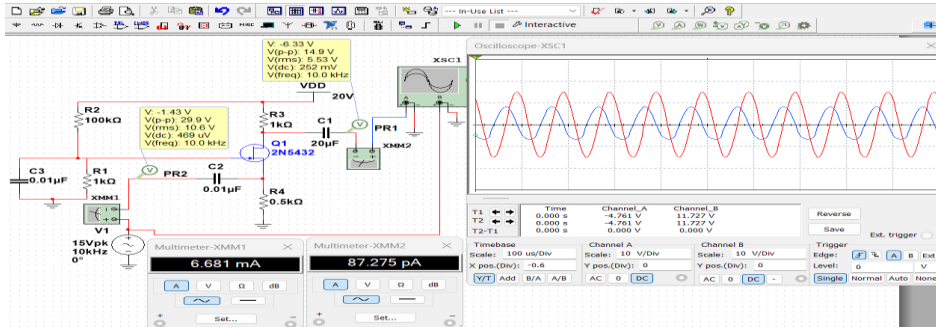 --- In-Use List ---
Interactive
V: -6.33 V
V(p-p): 14.9 V
V(rms): 5.53 V
V(dc): 252 mV
V(freq): 10.0 kHz
XSC1
VDD
20V
R2
100kΩ
V: -1.43 V
V(p-p): 29.9 V
V(rms): 10.6 V
V(dc): 469 uV
V(freq): 10.0 kHz
R3
1kΩ
C1
20µF
PR1
XMM2
Q1
2N5432
C3
0.01µF
R1
1kΩ
PR2
C2
0.01µF
R4
0.5kΩ
XMM1
V1
15Vpk
10kHz
0°
Multimeter-XMM1
6.681 mA
A V Ω dB
Set...
Multimeter-XMM2
87.275 pA
A V Ω dB
Set...
Oscilloscope-XSC1
Time Channel_A Channel_B
T1 0.000 s -4.761 V 11.727 V
T2 0.000 s -4.761 V 11.727 V
T2-T1 0.000 s 0.000 V 0.000 V
Reverse
Save
Ext. trigger
Timebase
Scale: 100 us/Div
X pos.(Div): -0.6
Y/T Add B/A A/B
Channel A
Scale: 10 V/Div
Y pos.(Div): 0
AC 0 DC
Channel B
Scale: 10 V/Div
Y pos.(Div): 0
AC 0 DC -
Trigger
Edge: A B Ext
Level: 0 V
Single Normal Auto None